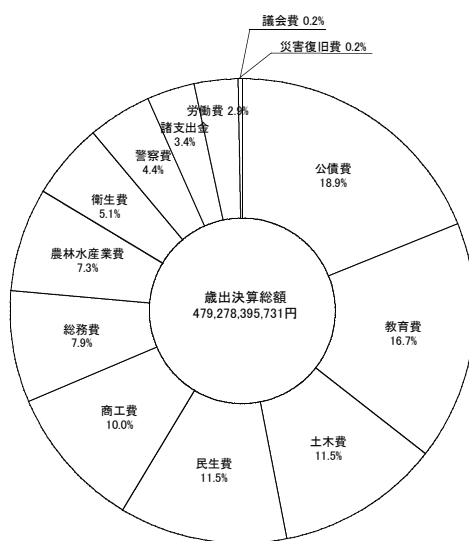 議会費 0.2%
災害復旧費 0.2%
労働費 2.9%
諸支出金
3.4%
警察費
4.4%
衛生費
5.1%
農林水産業費
7.3%
総務費
7.9%
商工費
10.0%
民生費
11.5%
土木費
11.5%
教育費
16.7%
公債費
18.9%
歳出決算総額
479,278,395,731円